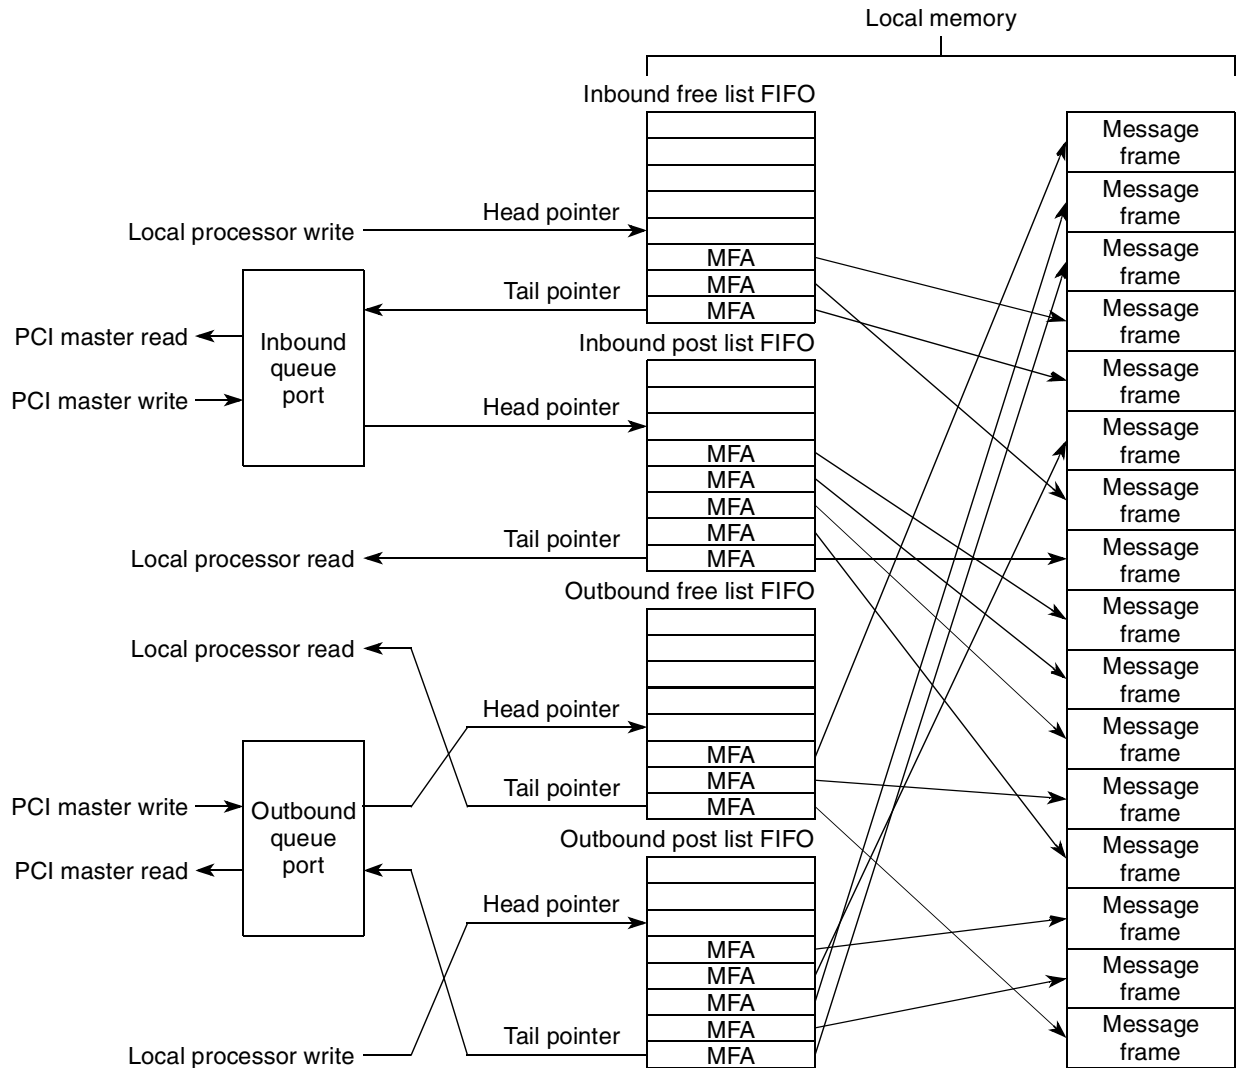 Local memory
Inbound free list FIFO
Head pointer
Local processor write
MFA
Tail pointer
MFA
MFA
PCI master read
Inbound
queue
port
PCI master write
Inbound post list FIFO
Head pointer
MFA
MFA
MFA
MFA
Tail pointer
MFA
Local processor read
Outbound free list FIFO
Local processor read
Head pointer
MFA
MFA
Tail pointer
MFA
PCI master write
Outbound
queue
port
PCI master read
Outbound post list FIFO
Head pointer
MFA
MFA
MFA
MFA
Tail pointer
MFA
Local processor write
Message
frame
Message
frame
Message
frame
Message
frame
Message
frame
Message
frame
Message
frame
Message
frame
Message
frame
Message
frame
Message
frame
Message
frame
Message
frame
Message
frame
Message
frame
Message
frame